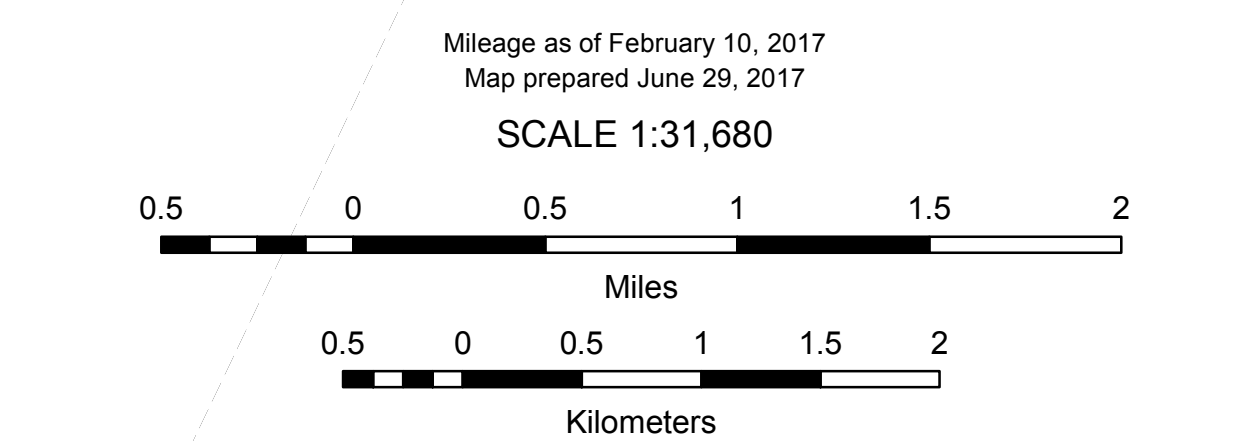 Mileage as of February 10, 2017
Map prepared June 29, 2017
SCALE 1:31,680
0.5 0 0.5 1 1.5 2
Miles
0.5 0 0.5 1 1.5 2
Kilometers